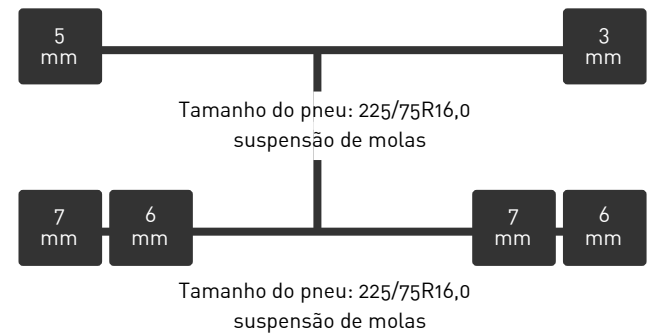 5 mm
3 mm
Tamanho do pneu: 225/75R16,0
suspensão de molas
7 mm
6 mm
7 mm
6 mm
Tamanho do pneu: 225/75R16,0
suspensão de molas